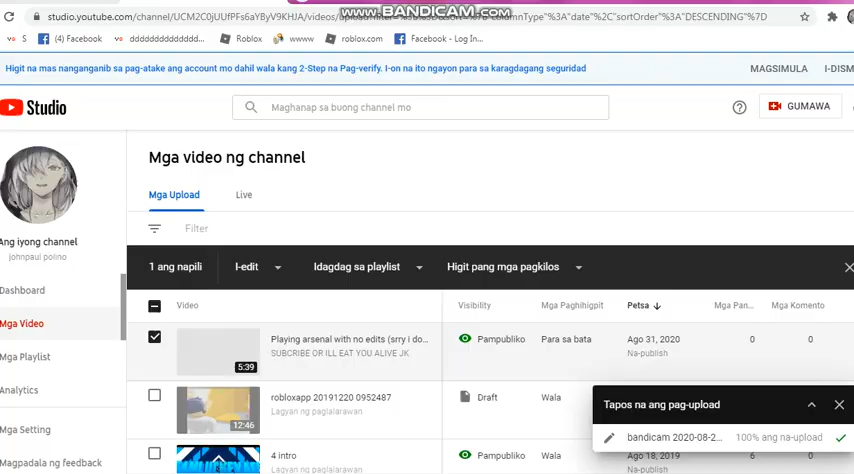 www.BANDICAM.com
studio.youtube.com/channel/UCM2C0jUUfPFs6aYByV9KHJA/videos/upload
"date"%2C"sortOrder"%3A"DESCENDING"%7D
S
(4) Facebook
dddddddddddddd...
Roblox
wwww
roblox.com
Facebook - Log In...
Higit na mas nanganganib sa pag-atake ang account mo dahil wala kang 2-Step na Pag-verify. I-on na ito ngayon para sa karagdagang seguridad
MAGSIMULA
I-DISM
Studio
Maghanap sa buong channel mo
GUMAWA
Mga video ng channel
Mga Upload
Live
Filter
Ang iyong channel
johnpaul polino
1 ang napili
I-edit
Idagdag sa playlist
Higit pang mga pagkilos
Dashboard
Mga Video
Mga Playlist
Analytics
Mga Setting
Magpadala ng feedback
Video
Visibility
Mga Paghihigpit
Petsa
Mga Pan...
Mga Komento
5:39
Playing arsenal with no edits (srry i do...
SUBCRIBE OR ILL EAT YOU ALIVE JK
Pampubliko
Para sa bata
Ago 31, 2020
Na-publish
0
0
12:46
robloxapp 20191220 0952487
Lagyan ng paglalarawan
Draft
Wala
4 intro
Lagyan ng paglalarawan
Pampubliko
Wala
Ago 18, 2019
6
0
Tapos na ang pag-upload
bandicam 2020-08-2...
100% ang na-upload